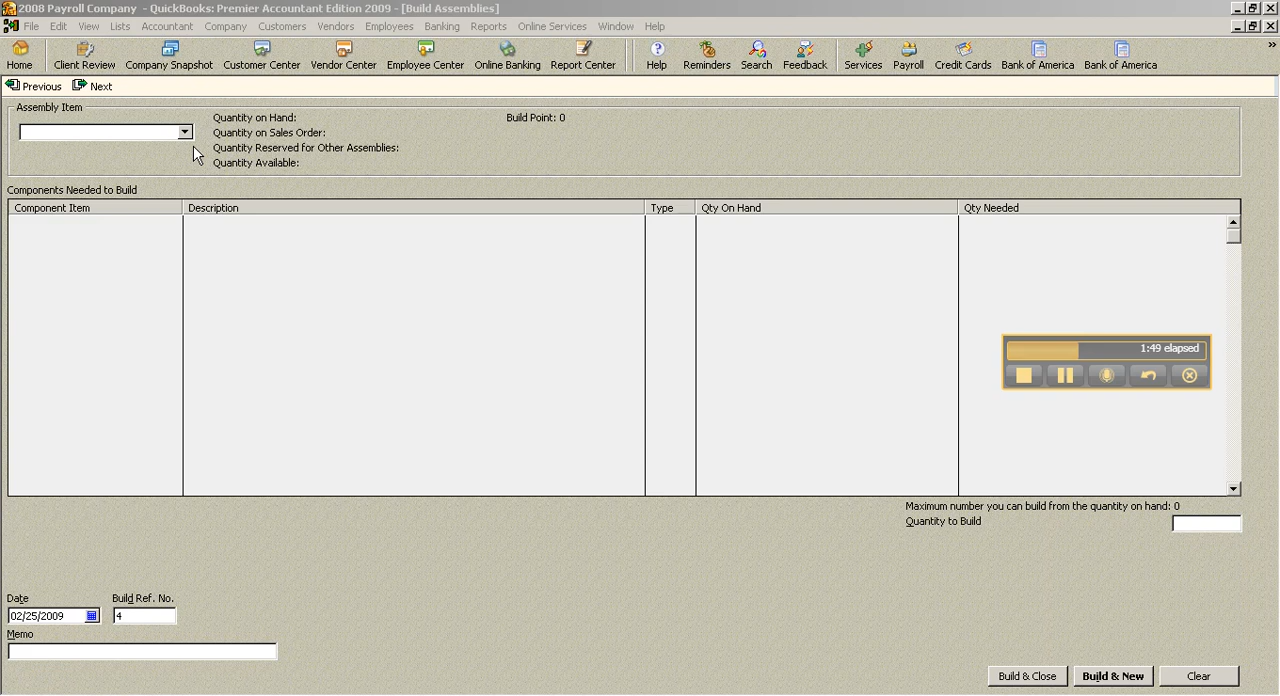 2008 Payroll Company - QuickBooks: Premier Accountant Edition 2009 - [Build Assemblies]
File Edit View Lists Accountant Company Customers Vendors Employees Banking Reports Online Services Window Help
Home Client Review Company Snapshot Customer Center Vendor Center Employee Center Online Banking Report Center Help Reminders Search Feedback Services Payroll Credit Cards Bank of America Bank of America »
Previous Next
Assembly Item
Quantity on Hand: Build Point: 0
Quantity on Sales Order:
Quantity Reserved for Other Assemblies:
Quantity Available:
Components Needed to Build
Component Item Description Type Qty On Hand Qty Needed
1:49 elapsed
Maximum number you can build from the quantity on hand: 0
Quantity to Build
Date Build Ref. No.
02/25/2009 4
Memo
Build & Close Build & New Clear